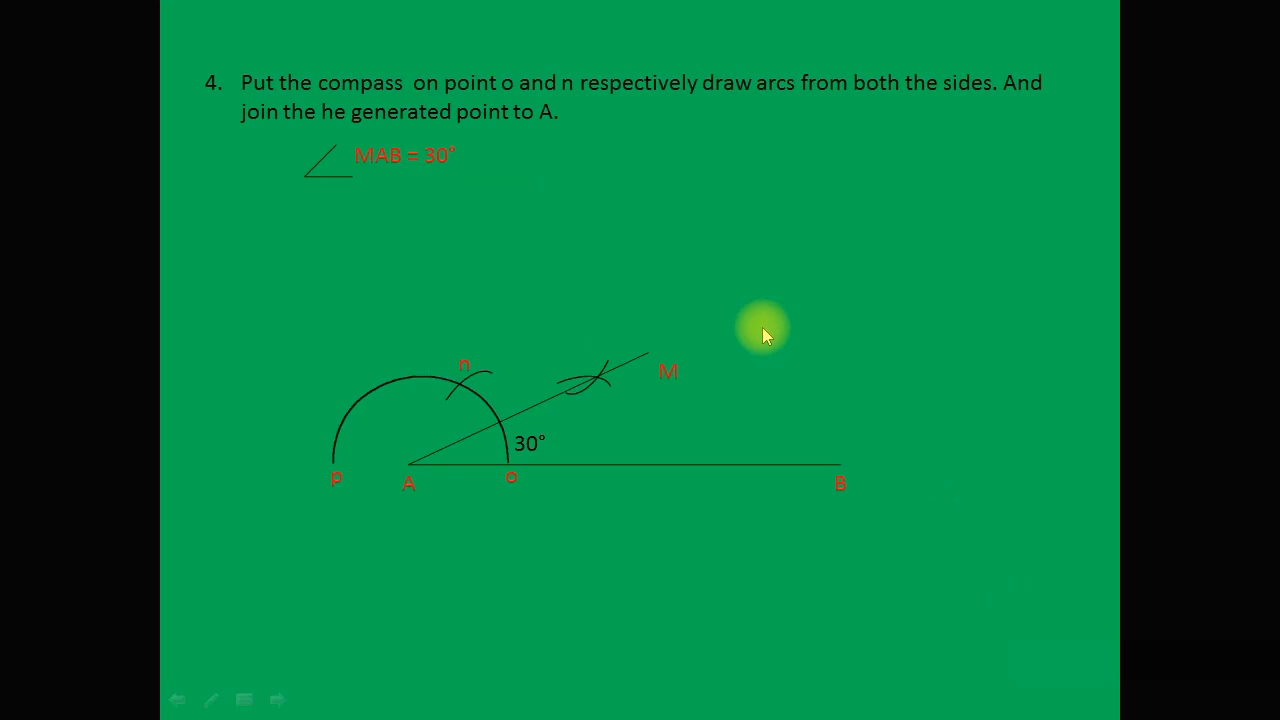 4. Put the compass on point o and n respectively draw arcs from both the sides. And
join the he generated point to A.
MAB = 30°
n
M
30°
p
A
o
B